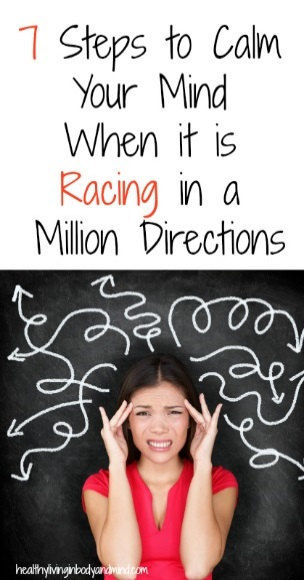 7 Steps to Calm
Your Mind
When it is
Racing in a
Million Directions
healthylivinginbodyandmind.com